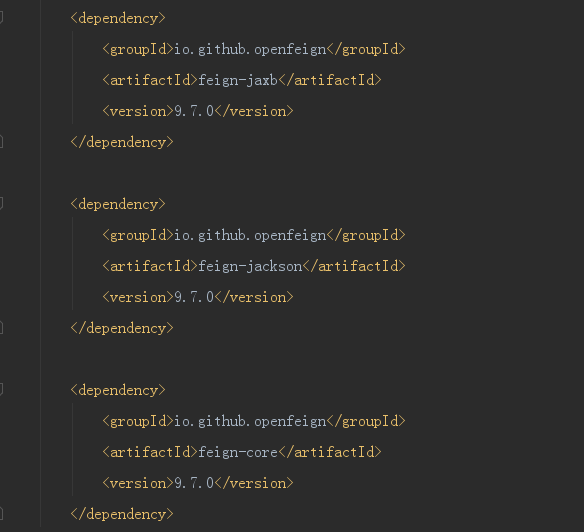 <dependency>
<groupId>io.github.openfeign</groupId>
<artifactId>feign-jaxb</artifactId>
<version>9.7.0</version>
</dependency>
<dependency>
<groupId>io.github.openfeign</groupId>
<artifactId>feign-jackson</artifactId>
<version>9.7.0</version>
</dependency>
<dependency>
<groupId>io.github.openfeign</groupId>
<artifactId>feign-core</artifactId>
<version>9.7.0</version>
</dependency>